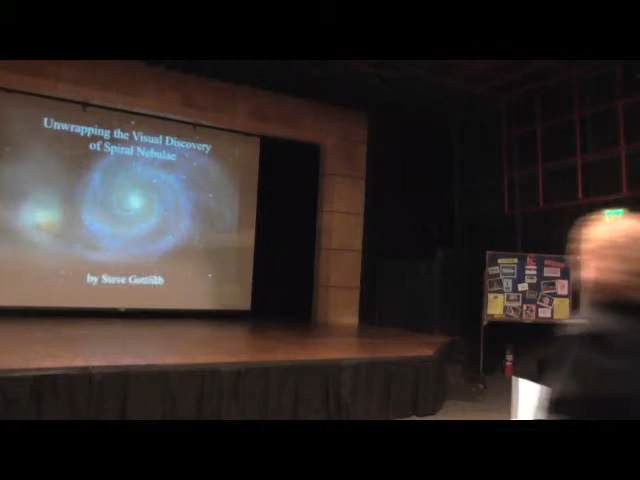 Unwrapping the Visual Discovery
of Spiral Nebulae
by Steve Gottlieb